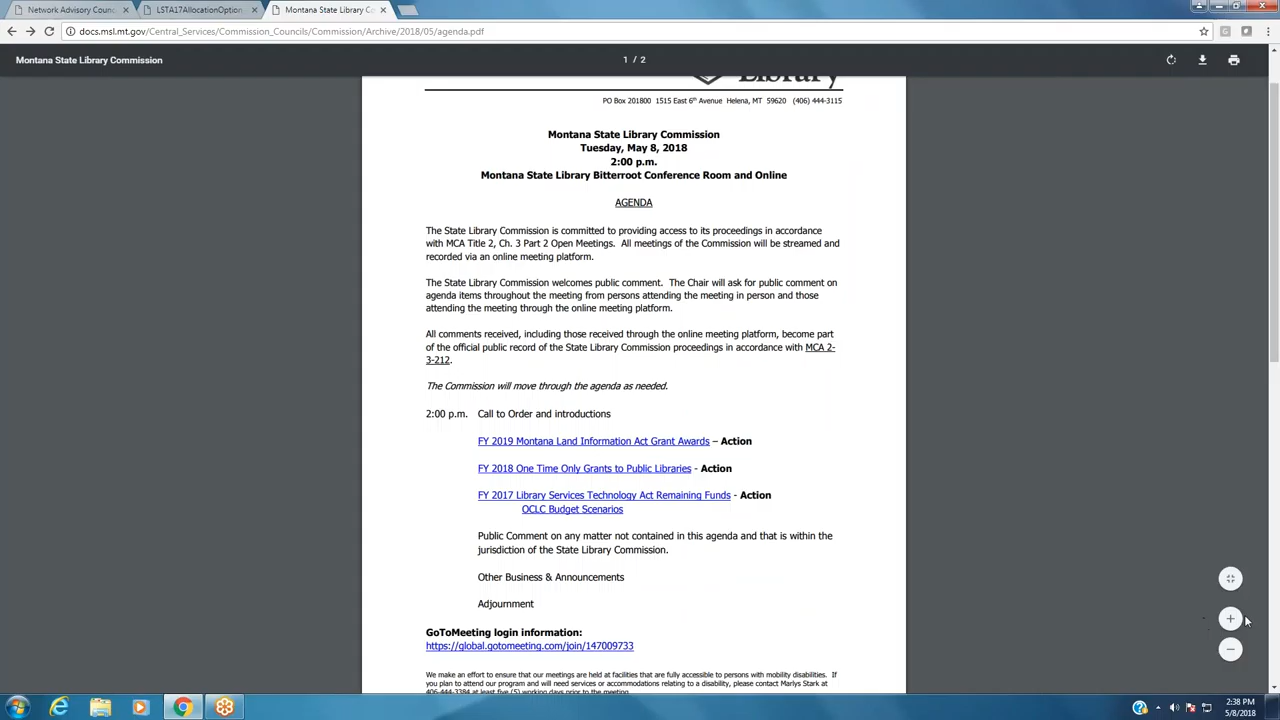 Network Advisory Counc
LSTA17AllocationOption
Montana State Library Co
docs.msl.mt.gov/Central_Services/Commission_Councils/Commission/Archive/2018/05/agenda.pdf
Montana State Library Commission
1 / 2
Library
PO Box 201800 1515 East 6th Avenue Helena, MT 59620 (406) 444-3115
Montana State Library Commission
Tuesday, May 8, 2018
2:00 p.m.
Montana State Library Bitterroot Conference Room and Online
AGENDA
The State Library Commission is committed to providing access to its proceedings in accordance
with MCA Title 2, Ch. 3 Part 2 Open Meetings. All meetings of the Commission will be streamed and
recorded via an online meeting platform.
The State Library Commission welcomes public comment. The Chair will ask for public comment on
agenda items throughout the meeting from persons attending the meeting in person and those
attending the meeting through the online meeting platform.
All comments received, including those received through the online meeting platform, become part
of the official public record of the State Library Commission proceedings in accordance with MCA 2-
3-212.
The Commission will move through the agenda as needed.
2:00 p.m. Call to Order and introductions
FY 2019 Montana Land Information Act Grant Awards – Action
FY 2018 One Time Only Grants to Public Libraries - Action
FY 2017 Library Services Technology Act Remaining Funds - Action
OCLC Budget Scenarios
Public Comment on any matter not contained in this agenda and that is within the
jurisdiction of the State Library Commission.
Other Business & Announcements
Adjournment
GoToMeeting login information:
https://global.gotomeeting.com/join/147009733
We make an effort to ensure that our meetings are held at facilities that are fully accessible to persons with mobility disabilities. If
you plan to attend our program and will need services or accommodations relating to a disability, please contact Marlys Stark at
406-444-3384 at least five (5) working days prior to the meeting.
2:38 PM
5/8/2018